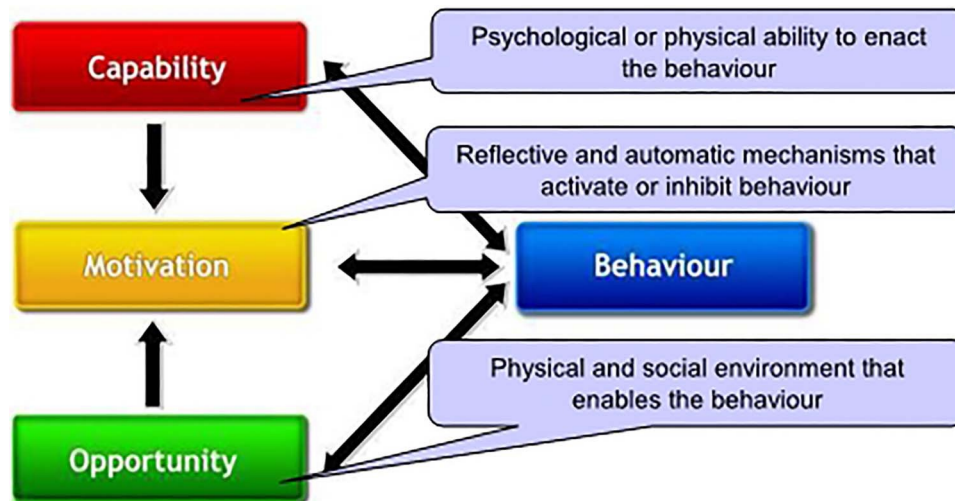 Capability
Psychological or physical ability to enact
the behaviour
Reflective and automatic mechanisms that
activate or inhibit behaviour
Motivation
Behaviour
Physical and social environment that
enables the behaviour
Opportunity